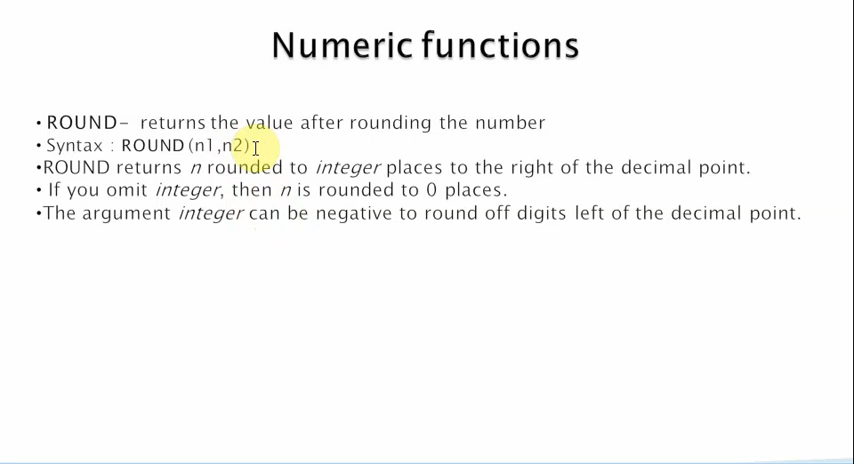 Numeric functions
• ROUND– returns the value after rounding the number
• Syntax : ROUND(n1,n2)
•ROUND returns n rounded to integer places to the right of the decimal point.
• If you omit integer, then n is rounded to 0 places.
•The argument integer can be negative to round off digits left of the decimal point.